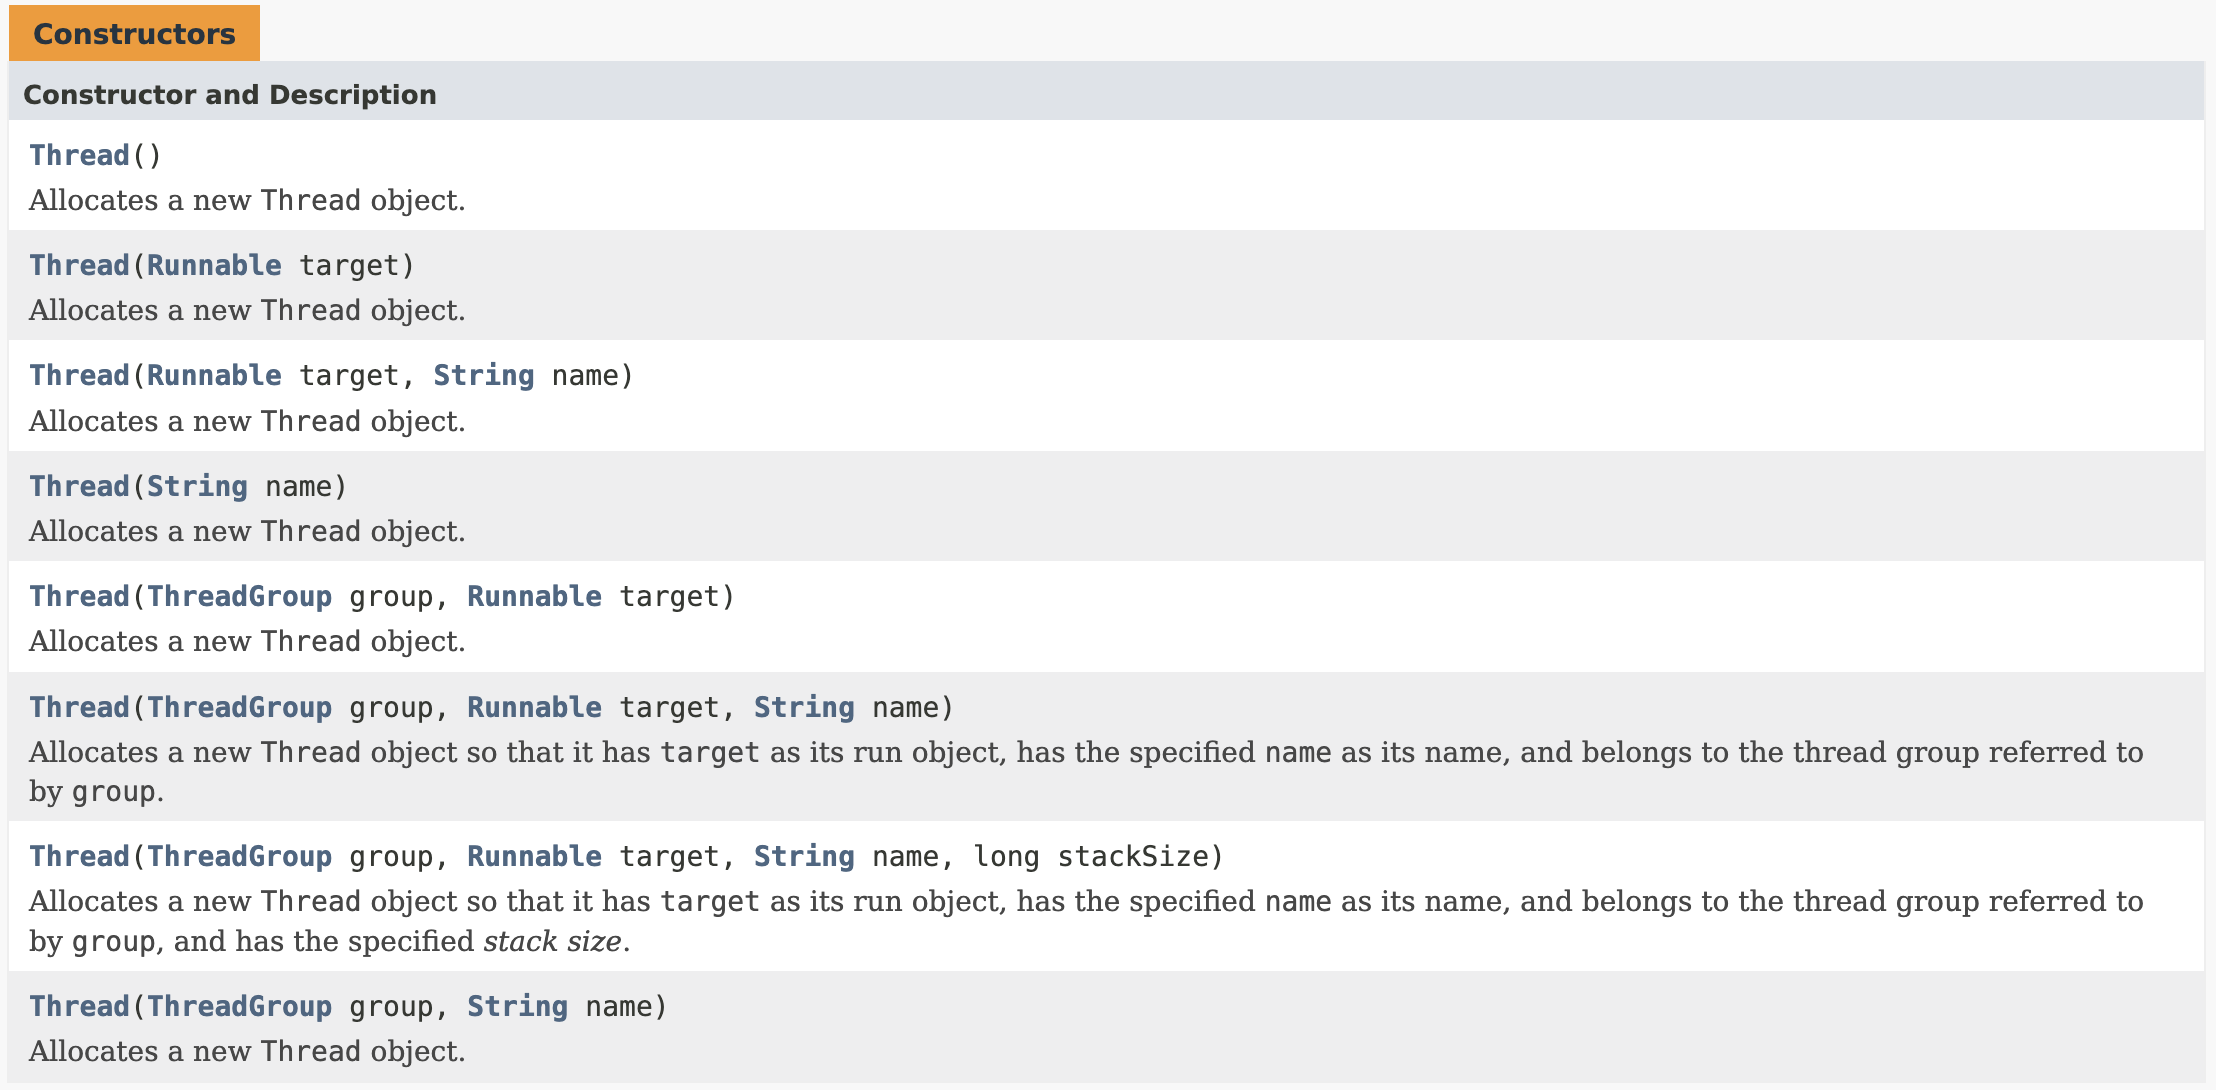 Constructors
Constructor and Description
Thread()
Allocates a new Thread object.
Thread(Runnable target)
Allocates a new Thread object.
Thread(Runnable target, String name)
Allocates a new Thread object.
Thread(String name)
Allocates a new Thread object.
Thread(ThreadGroup group, Runnable target)
Allocates a new Thread object.
Thread(ThreadGroup group, Runnable target, String name)
Allocates a new Thread object so that it has target as its run object, has the specified name as its name, and belongs to the thread group referred to
by group.
Thread(ThreadGroup group, Runnable target, String name, long stackSize)
Allocates a new Thread object so that it has target as its run object, has the specified name as its name, and belongs to the thread group referred to
by group, and has the specified stack size.
Thread(ThreadGroup group, String name)
Allocates a new Thread object.